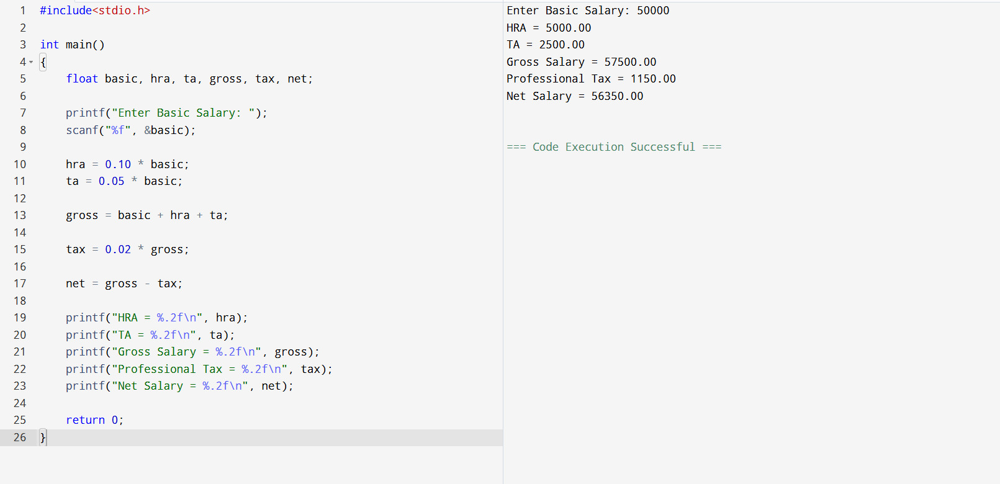 1 #include<stdio.h>
2
3 int main()
4 {
5     float basic, hra, ta, gross, tax, net;
6
7     printf("Enter Basic Salary: ");
8     scanf("%f", &basic);
9
10     hra = 0.10 * basic;
11     ta = 0.05 * basic;
12
13     gross = basic + hra + ta;
14
15     tax = 0.02 * gross;
16
17     net = gross - tax;
18
19     printf("HRA = %.2f\n", hra);
20     printf("TA = %.2f\n", ta);
21     printf("Gross Salary = %.2f\n", gross);
22     printf("Professional Tax = %.2f\n", tax);
23     printf("Net Salary = %.2f\n", net);
24
25     return 0;
26 }
Enter Basic Salary: 50000
HRA = 5000.00
TA = 2500.00
Gross Salary = 57500.00
Professional Tax = 1150.00
Net Salary = 56350.00
=== Code Execution Successful ===